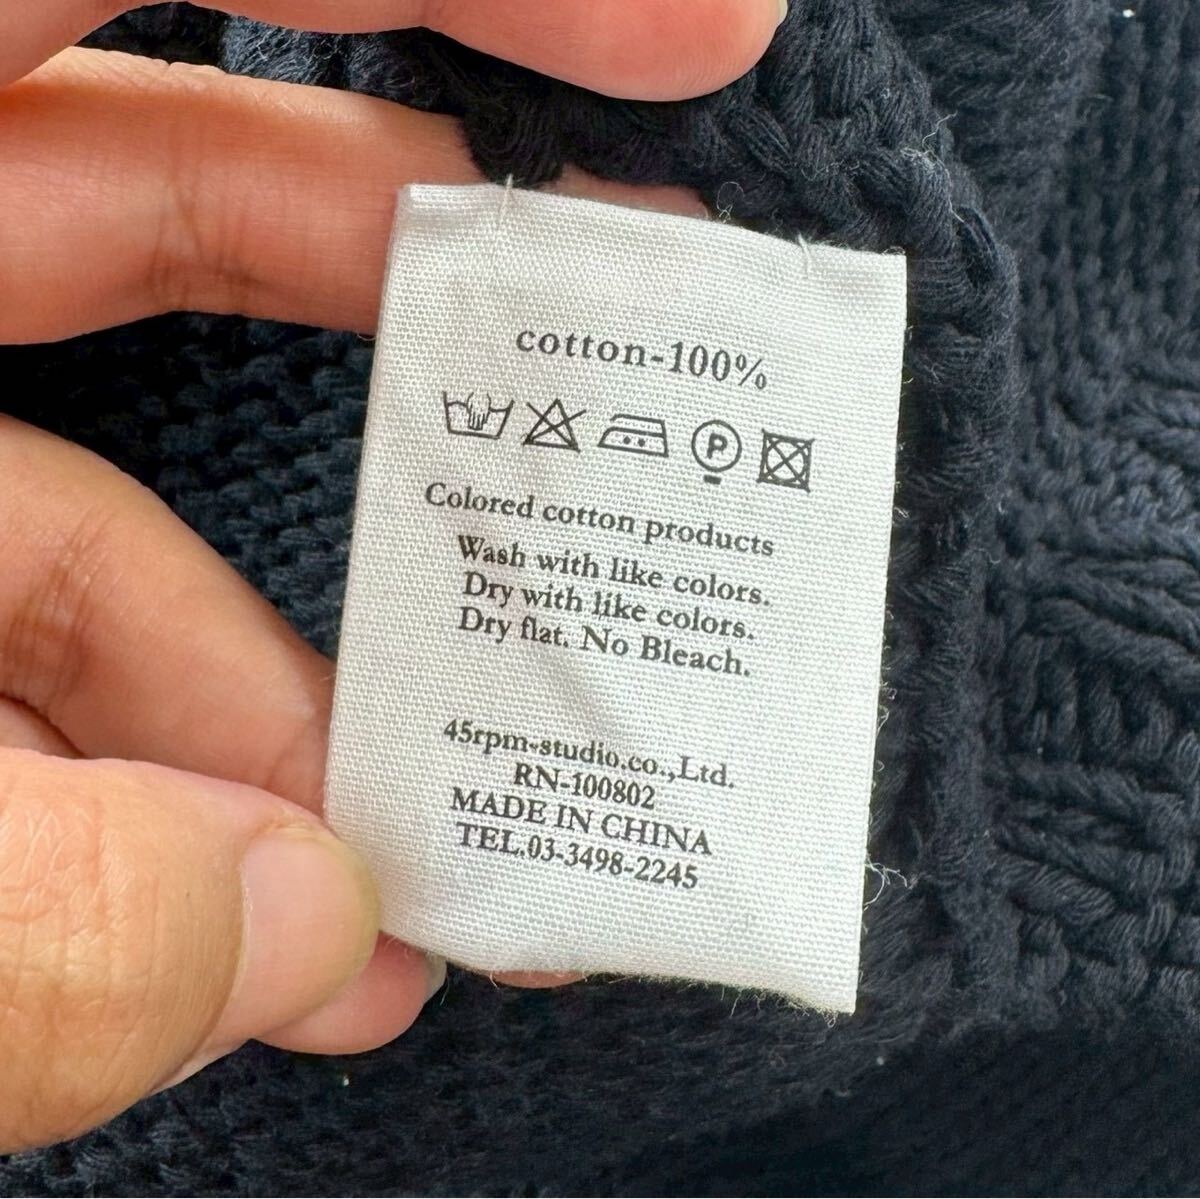 cotton-100%
P
Colored cotton products
Wash with like colors.
Dry with like colors.
Dry flat. No Bleach.
45rpm-studio.co.,Ltd.
RN-100802
MADE IN CHINA
TEL.03-3498-2245